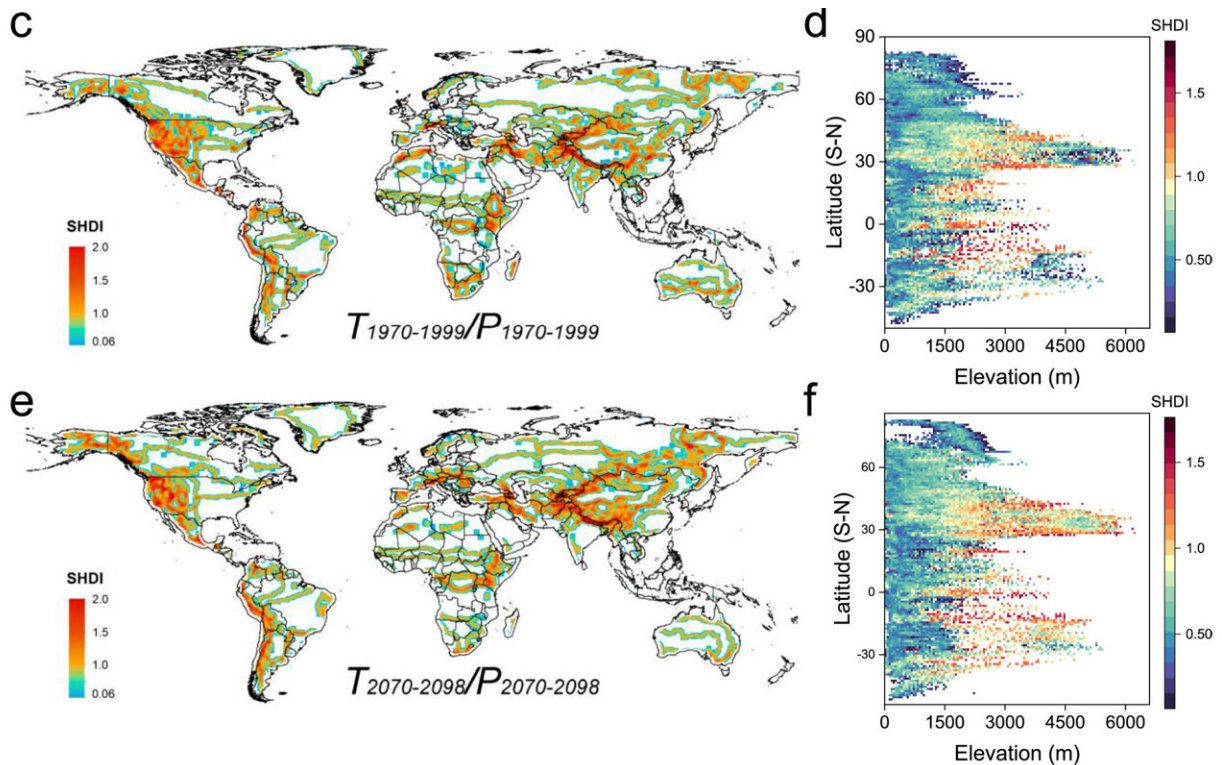 c
SHDI
2.0
1.5
1.0
0.06
T1970-1999/P1970-1999
d
SHDI
90
60
30
0
-30
Latitude (S-N)
0 1500 3000 4500 6000
Elevation (m)
1.5
1.0
0.50
e
SHDI
2.0
1.5
1.0
0.06
T2070-2098/P2070-2098
f
SHDI
60
30
0
-30
Latitude (S-N)
0 1500 3000 4500 6000
Elevation (m)
1.5
1.0
0.50